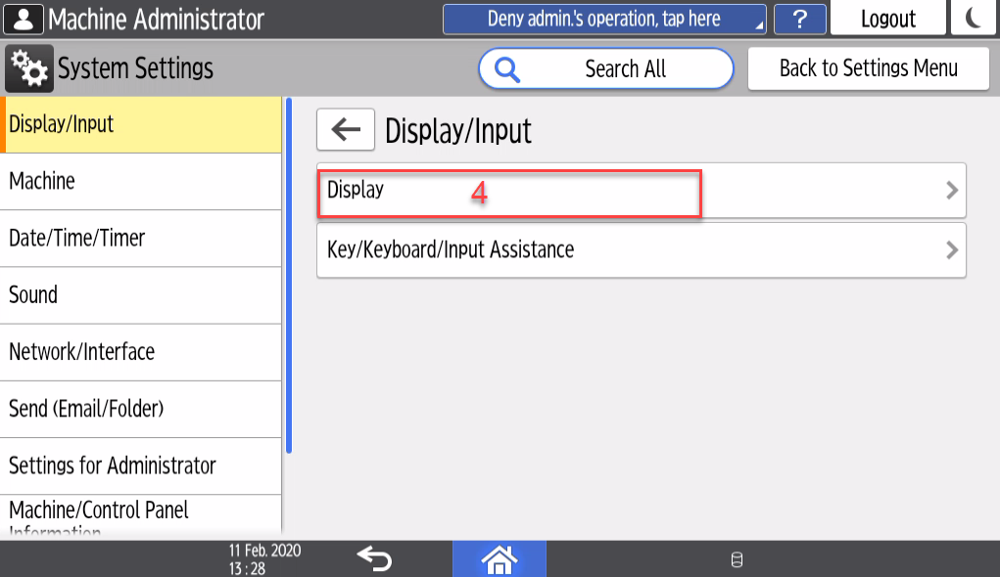 Machine Administrator
Deny admin.'s operation, tap here
?
Logout
System Settings
Search All
Back to Settings Menu
Display/Input
Machine
Date/Time/Timer
Sound
Network/Interface
Send (Email/Folder)
Settings for Administrator
Machine/Control Panel
Information
Display/Input
Display 4
Key/Keyboard/Input Assistance
11 Feb. 2020
13 : 28